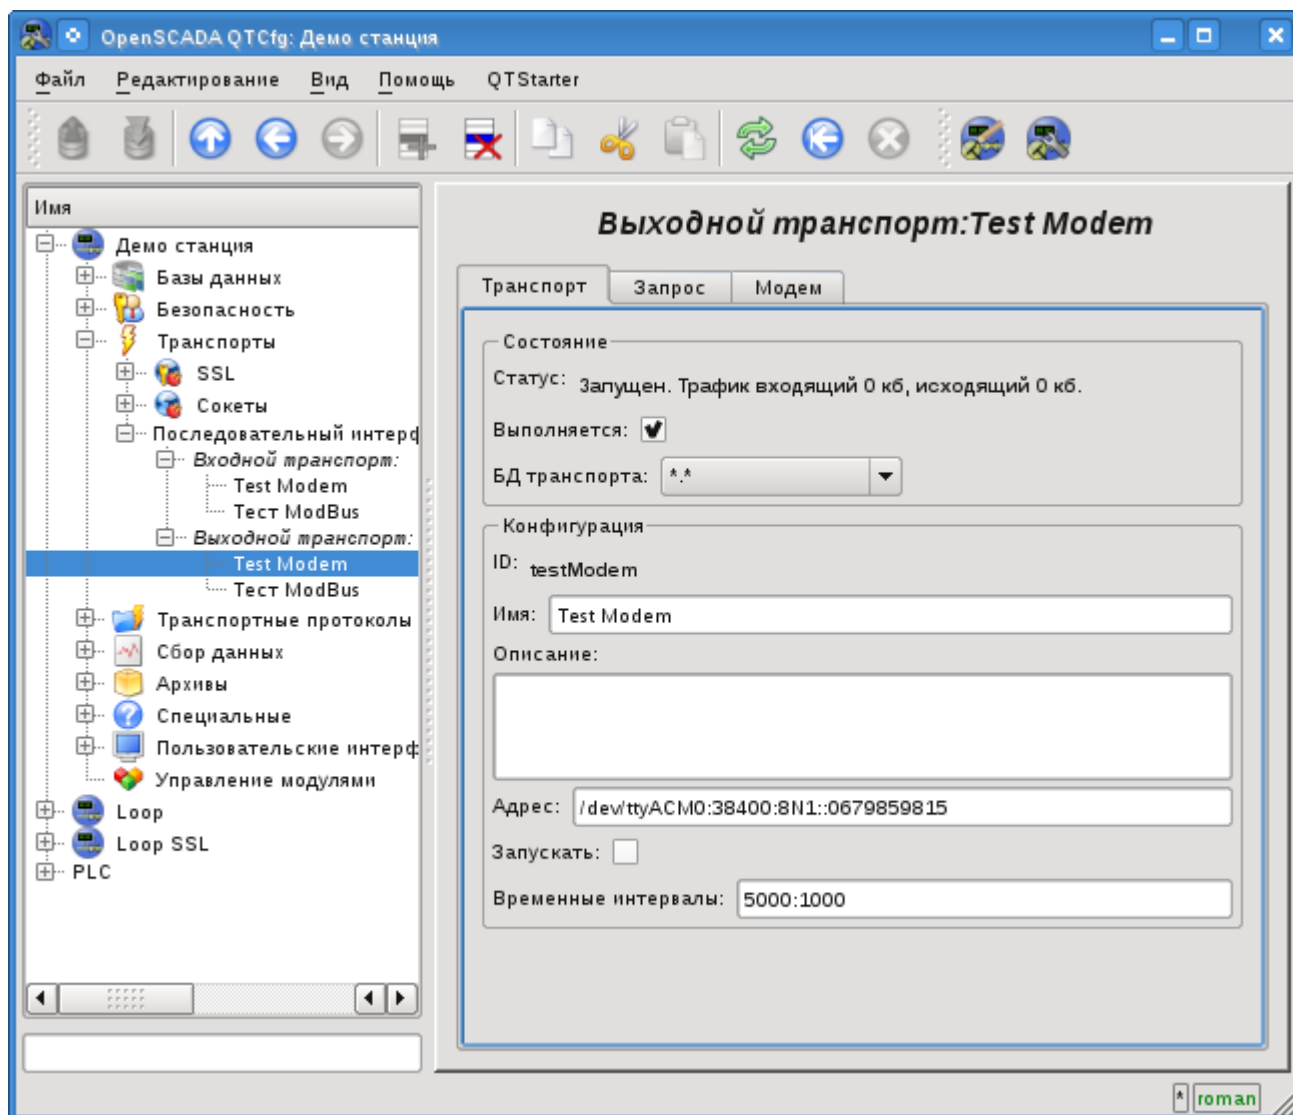 OpenSCADA QTCfg: Демо станция
Файл Редактирование Вид Помощь QTStarter
Имя
Демо станция
Базы данных
Безопасность
Транспорты
SSL
Сокеты
Последовательный интерф
Входной транспорт:
Test Modem
Тест ModBus
Выходной транспорт:
Test Modem
Тест ModBus
Транспортные протоколы
Сбор данных
Архивы
Специальные
Пользовательские интерф
Управление модулями
Loop
Loop SSL
PLC
Выходной транспорт:Test Modem
Транспорт Запрос Модем
Состояние
Статус: Запущен. Трафик входящий 0 кб, исходящий 0 кб.
Выполняется:
БД транспорта: *.*
Конфигурация
ID: testModem
Имя: Test Modem
Описание:
Адрес: /dev/ttyACM0:38400:8N1::0679859815
Запускать:
Временные интервалы: 5000:1000
* roman